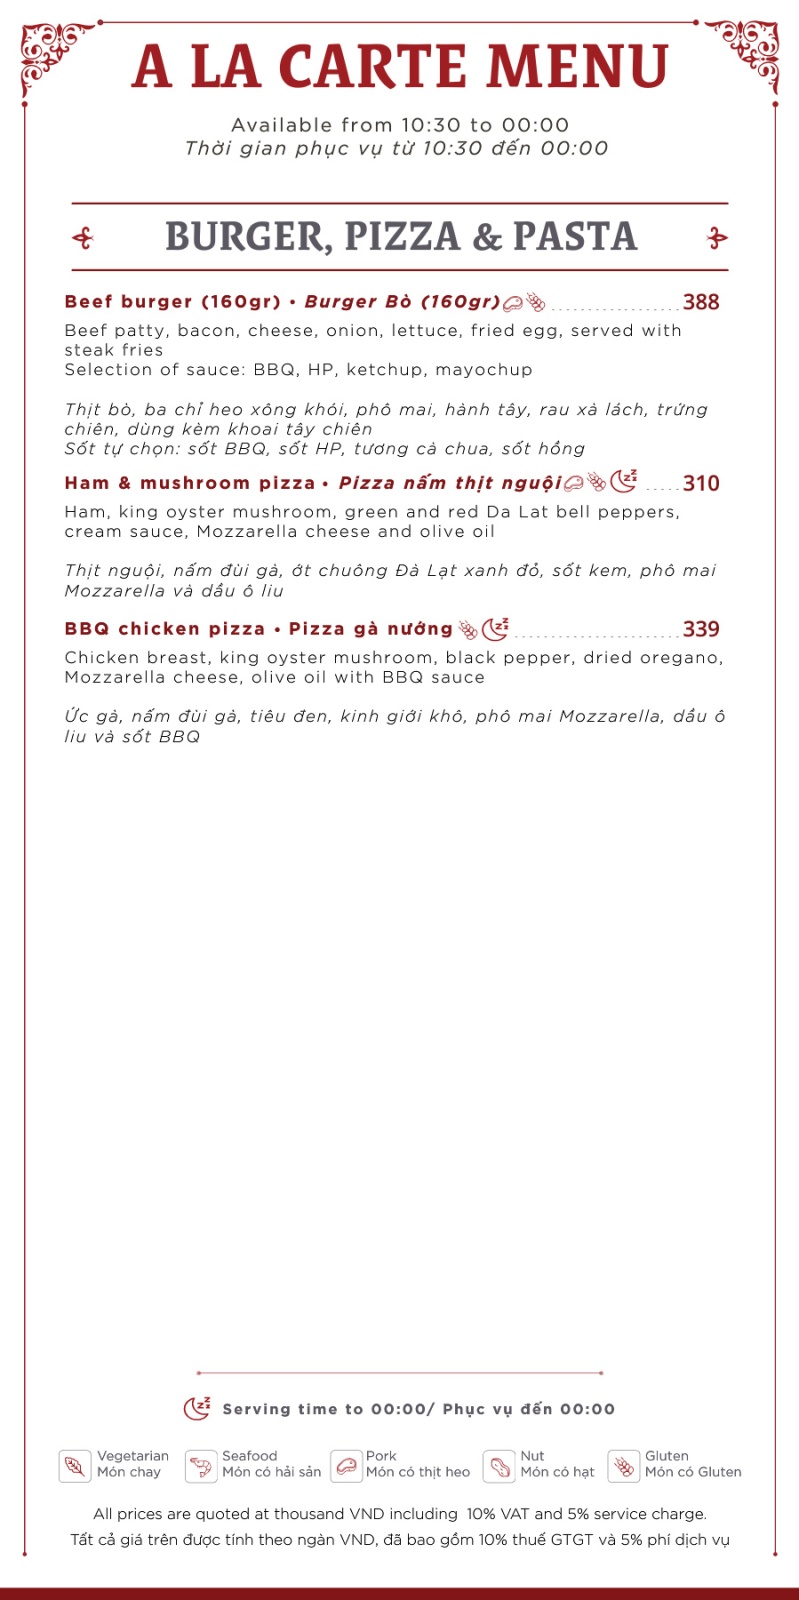 A LA CARTE MENU
Available from 10:30 to 00:00
Thời gian phục vụ từ 10:30 đến 00:00
BURGER, PIZZA & PASTA
Beef burger (160gr) • Burger Bò (160gr) 388
Beef patty, bacon, cheese, onion, lettuce, fried egg, served with
steak fries
Selection of sauce: BBQ, HP, ketchup, mayochup
Thịt bò, ba chỉ heo xông khói, phô mai, hành tây, rau xà lách, trứng
chiên, dùng kèm khoai tây chiên
Sốt tự chọn: sốt BBQ, sốt HP, tương cà chua, sốt hồng
Ham & mushroom pizza • Pizza nấm thịt nguội 310
Ham, king oyster mushroom, green and red Da Lat bell peppers,
cream sauce, Mozzarella cheese and olive oil
Thịt nguội, nấm đùi gà, ớt chuông Đà Lạt xanh đỏ, sốt kem, phô mai
Mozzarella và dầu ô liu
BBQ chicken pizza • Pizza gà nướng 339
Chicken breast, king oyster mushroom, black pepper, dried oregano,
Mozzarella cheese, olive oil with BBQ sauce
Ức gà, nấm đùi gà, tiêu đen, kinh giới khô, phô mai Mozzarella, dầu ô
liu và sốt BBQ
Serving time to 00:00/ Phục vụ đến 00:00
Vegetarian
Món chay
Seafood
Món có hải sản
Pork
Món có thịt heo
Nut
Món có hạt
Gluten
Món có Gluten
All prices are quoted at thousand VND including 10% VAT and 5% service charge.
Tất cả giá trên được tính theo ngàn VND, đã bao gồm 10% thuế GTGT và 5% phí dịch vụ